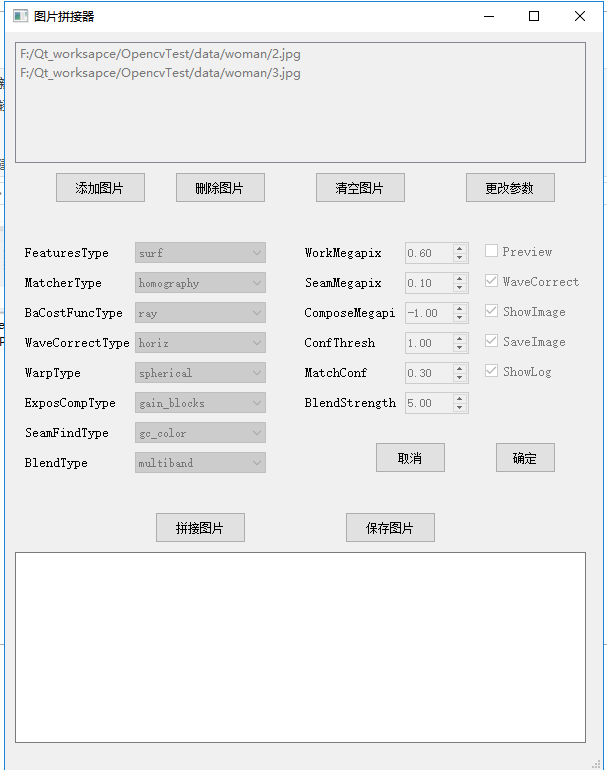 图片拼接器
F:/Qt_worksapce/OpencvTest/data/woman/2.jpg
F:/Qt_worksapce/OpencvTest/data/woman/3.jpg
添加图片 删除图片 清空图片 更改参数
FeaturesType surf WorkMegapix 0.60 Preview
MatcherType homography SeamMegapix 0.10 WaveCorrect
BaCostFuncType ray ComposeMegapi -1.00 ShowImage
WaveCorrectType horiz ConfThresh 1.00 SaveImage
WarpType spherical MatchConf 0.30 ShowLog
ExposCompType gain_blocks BlendStrength 5.00
SeamFindType gc_color
BlendType multiband
取消 确定
拼接图片 保存图片